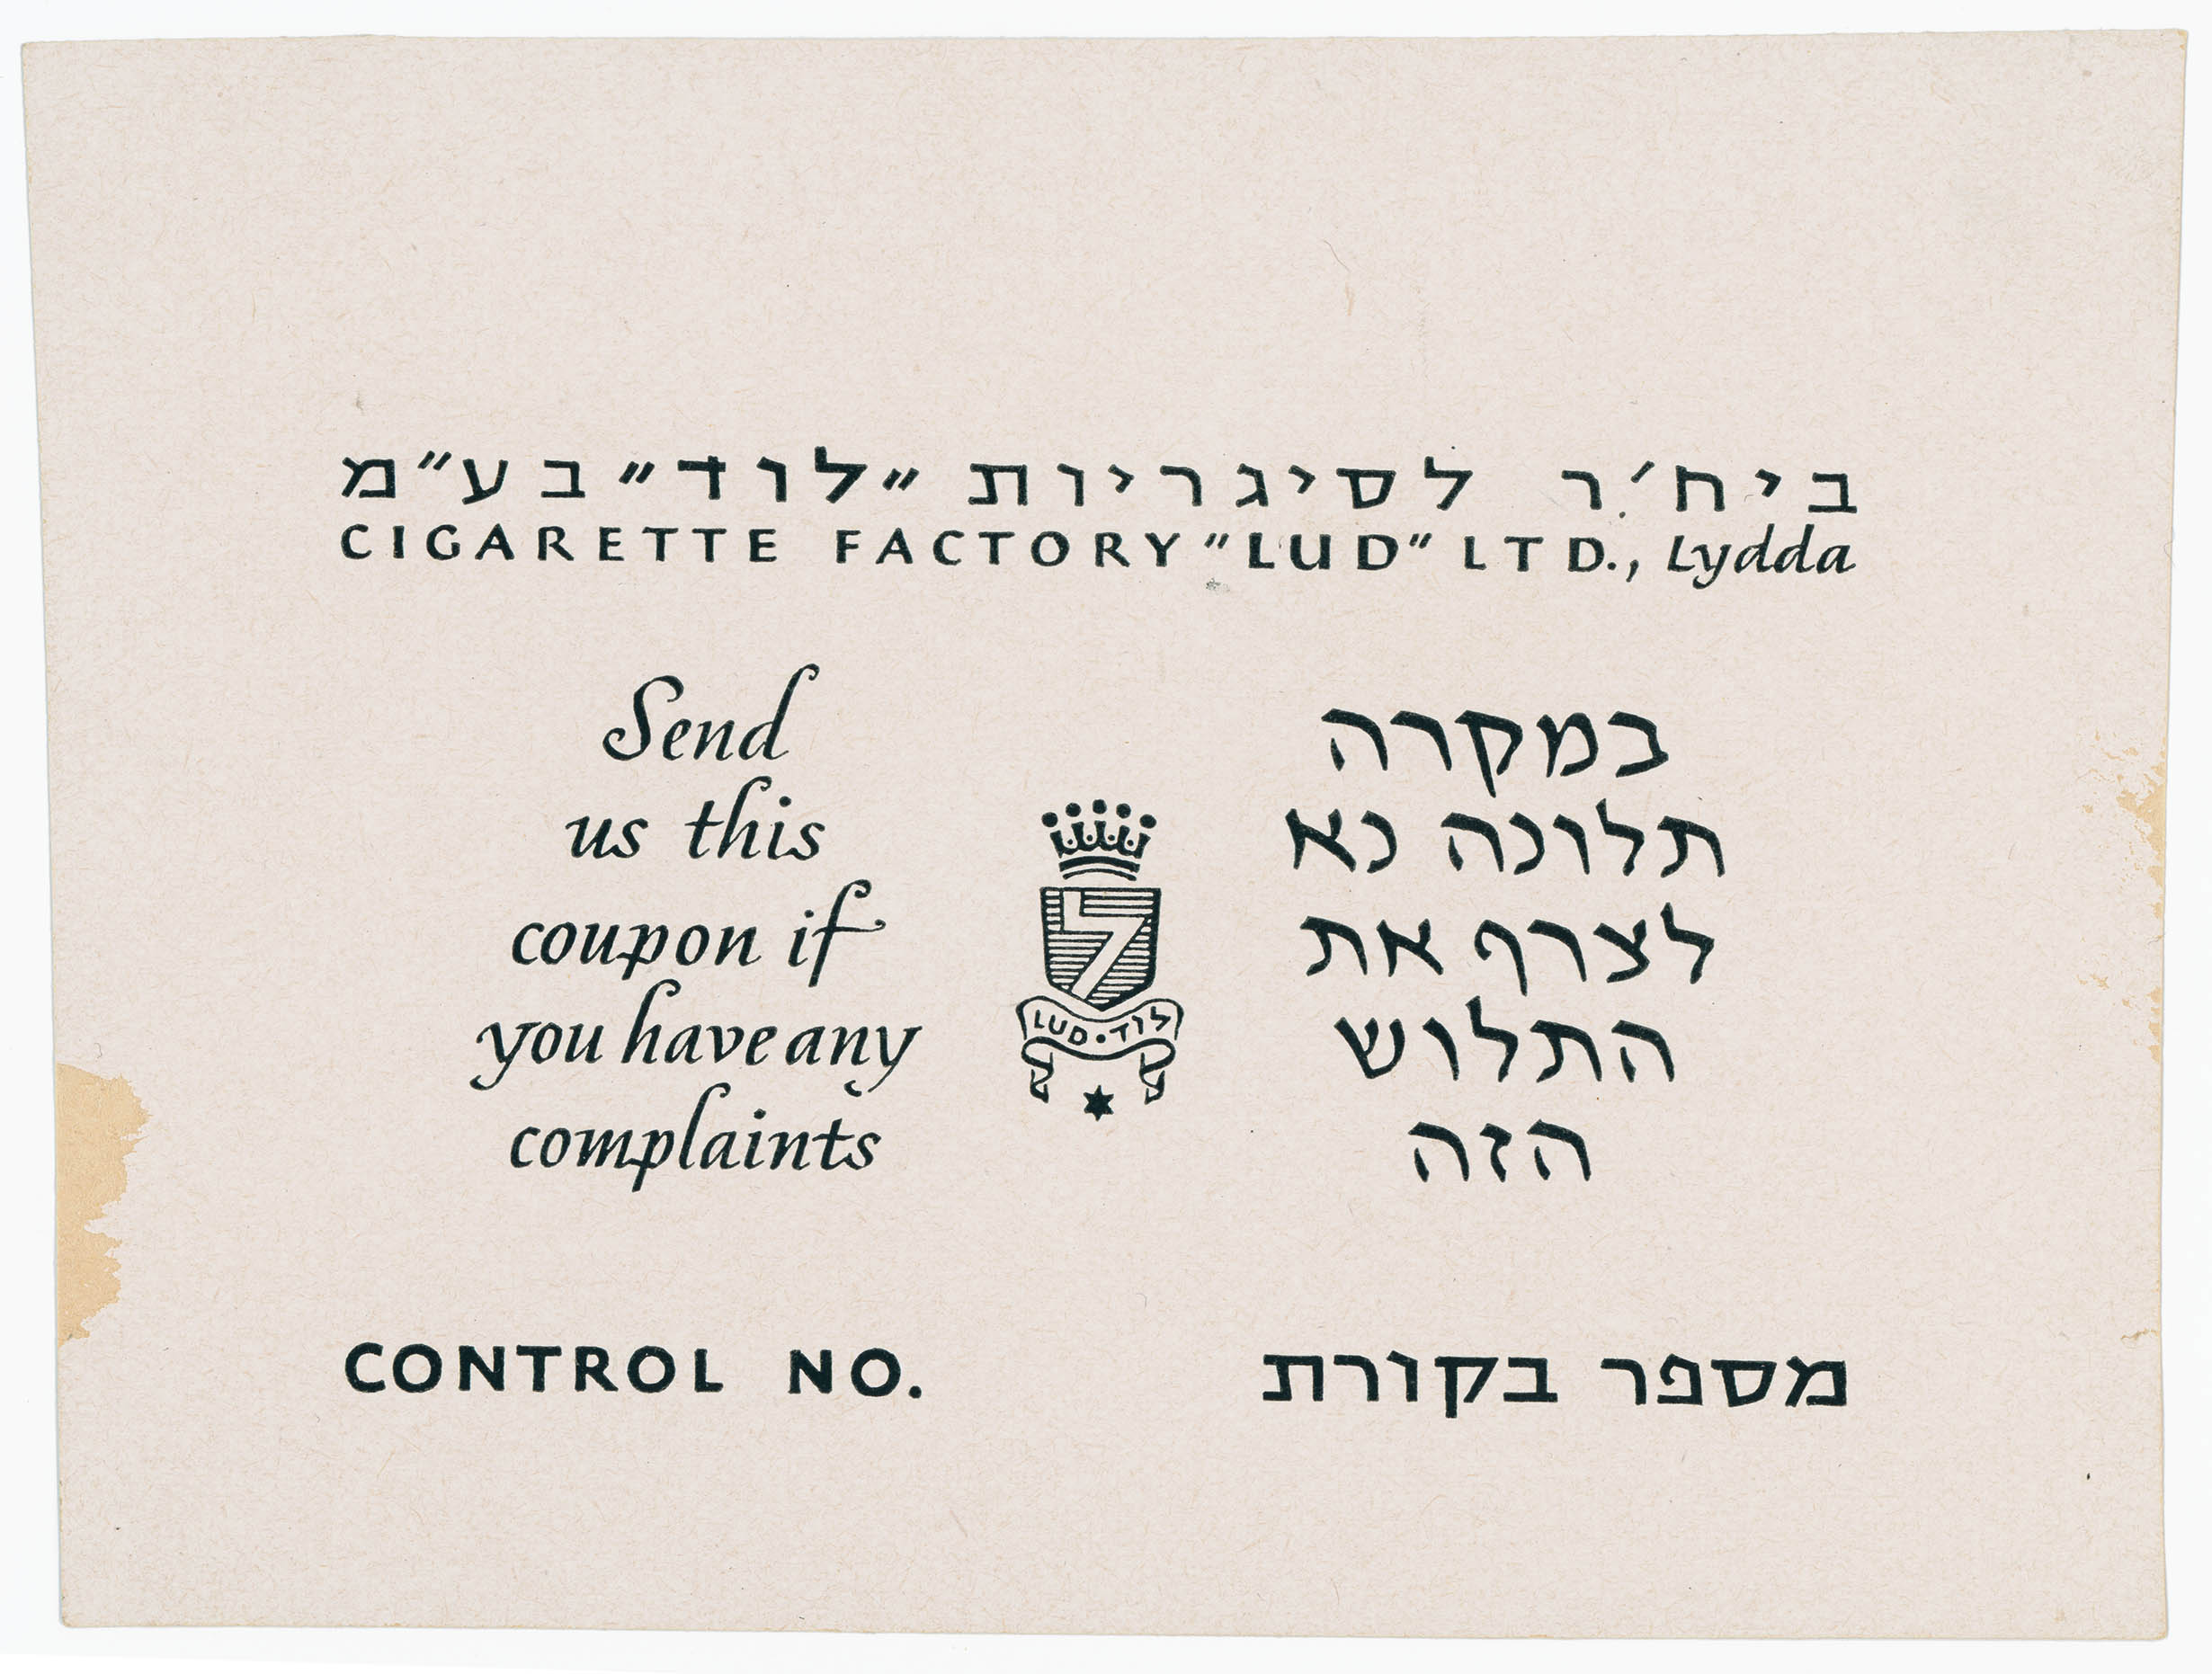 ביח'ר לסיגריות "לוד" בע"מ
CIGARETTE FACTORY "LUD" LTD., Lydda
Send
us this
coupon if
you have any
complaints
LUD • לוד
במקרה
תלונה נא
לצרף את
התלוש
הזה
CONTROL NO.
מספר בקורת